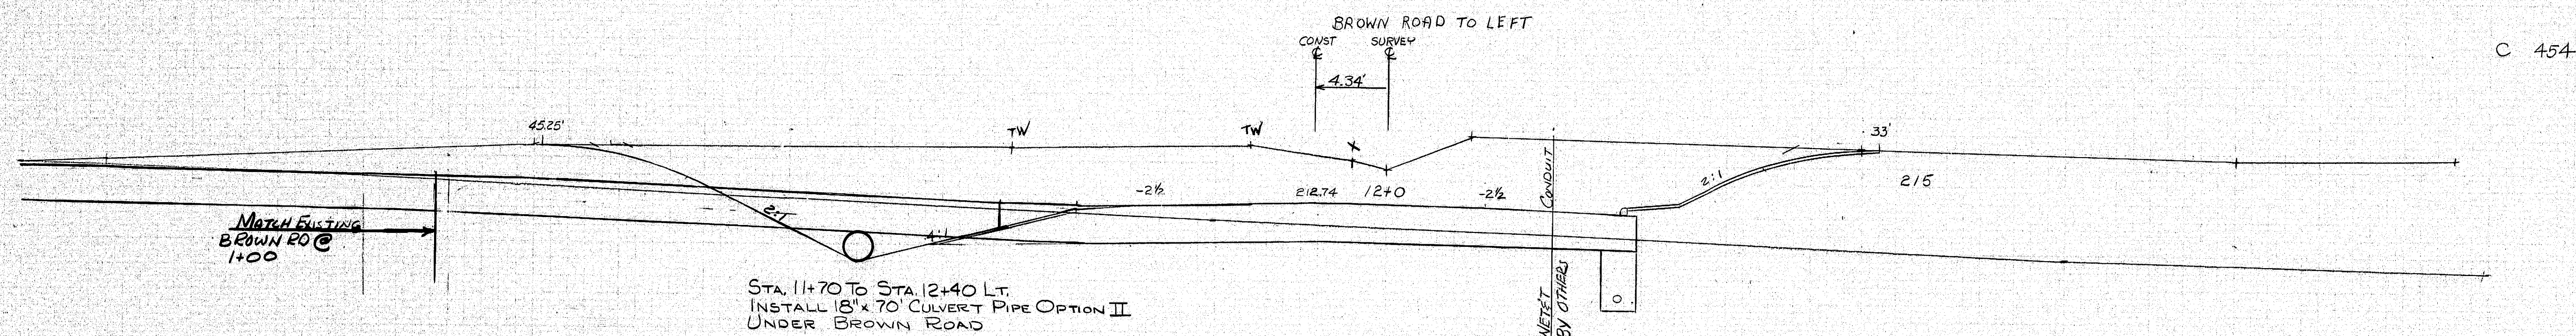 BROWN ROAD TO LEFT
CONST SURVEY
℄ ℄
C 454
4.34'
45.25'
TW
TW
33'
-2½
212.74
12+0
-2½
CONDUIT
2:1
215
MATCH EXISTING
BROWN RD @
1+00
2:1
4:1
STA. 11+70 TO STA. 12+40 LT.
INSTALL 18" x 70' CULVERT PIPE OPTION II
UNDER BROWN ROAD
NET&T
BY OTHERS